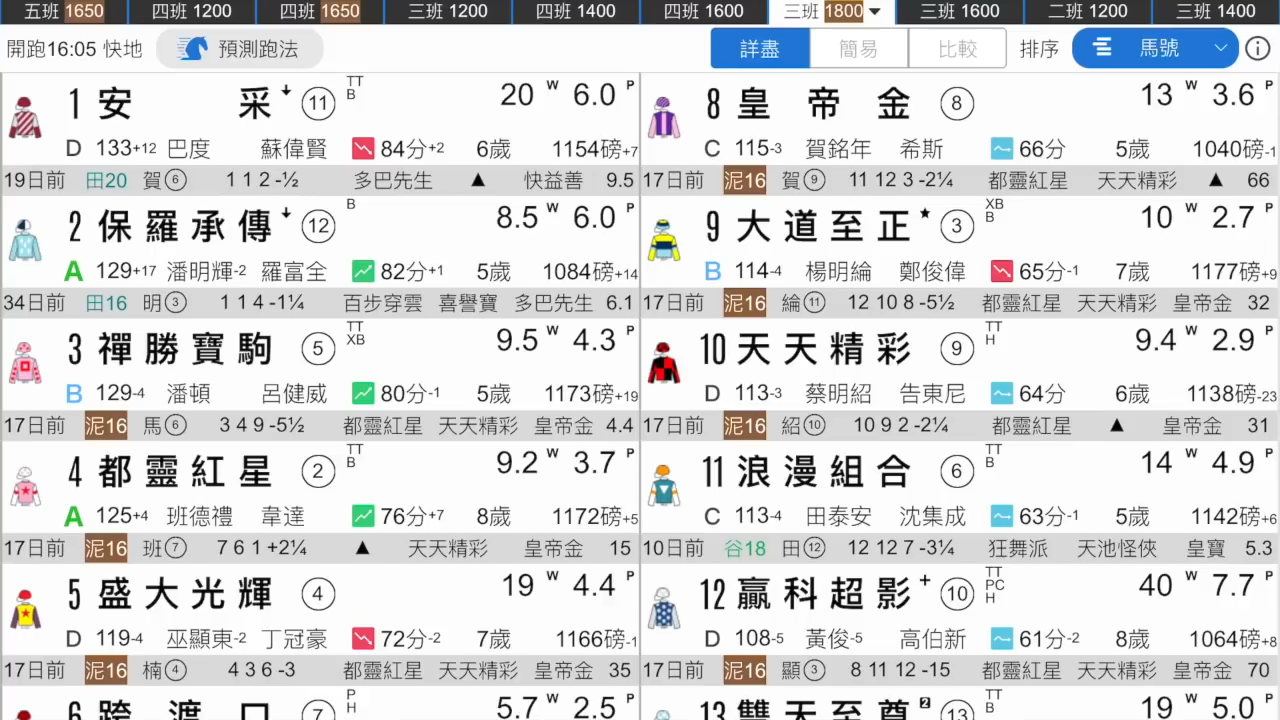 五班 1650 四班 1200 四班 1650 三班 1200 四班 1400 四班 1600 三班 1800 三班 1600 二班 1200 三班 1400
開跑16:05 快地 預測跑法 詳盡 簡易 比較 排序 馬號
1 安采 11 TT B 20 W 6.0 P
D 133+12 巴度 蘇偉賢 84分+2 6歲 1154磅+7
19日前 田20 賀⑥ 1 1 2 -½ 多巴先生 ▲ 快益善 9.5
2 保羅承傳 12 B 8.5 W 6.0 P
A 129+17 潘明輝-2 羅富全 82分+1 5歲 1084磅+14
34日前 田16 明③ 1 1 4 -1¼ 百步穿雲 喜譽寶 多巴先生 6.1
3 禪勝寶駒 5 TT XB 9.5 W 4.3 P
B 129-4 潘頓 呂健威 80分-1 5歲 1173磅+19
17日前 泥16 馬⑥ 3 4 9 -5½ 都靈紅星 天天精彩 皇帝金 4.4
4 都靈紅星 2 TT B 9.2 W 3.7 P
A 125+4 班德禮 韋達 76分+7 8歲 1172磅+5
17日前 泥16 班⑦ 7 6 1 +2¼ ▲ 天天精彩 皇帝金 15
5 盛大光輝 4 19 W 4.4 P
D 119-4 巫顯東-2 丁冠豪 72分-2 7歲 1166磅-1
17日前 泥16 楠④ 4 3 6 -3 都靈紅星 天天精彩 皇帝金 35
6 跨渡口 7 P H 5.7 W 2.5 P
8 皇帝金 8 13 W 3.6 P
C 115-3 賀銘年 希斯 66分 5歲 1040磅-1
17日前 泥16 賀⑨ 11 12 3 -2¼ 都靈紅星 天天精彩 ▲ 66
9 大道至正★ 3 XB B 10 W 2.7 P
B 114-4 楊明綸 鄭俊偉 65分-1 7歲 1177磅+9
17日前 泥16 綸⑪ 12 10 8 -5½ 都靈紅星 天天精彩 皇帝金 32
10 天天精彩 9 TT H 9.4 W 2.9 P
D 113-3 蔡明紹 告東尼 64分 6歲 1138磅-23
17日前 泥16 紹⑩ 10 9 2 -2¼ 都靈紅星 ▲ 皇帝金 31
11 浪漫組合 6 TT B 14 W 4.9 P
C 113-4 田泰安 沈集成 63分-1 5歲 1142磅+6
10日前 谷18 田⑫ 12 12 7 -3¼ 狂舞派 天池怪俠 皇寶 5.3
12 贏科超影+ 10 TT PC H 40 W 7.7 P
D 108-5 黃俊-5 高伯新 61分-2 8歲 1064磅+8
17日前 泥16 顯③ 8 11 12 -15 都靈紅星 天天精彩 皇帝金 70
13 雙天至尊2 13 TT B 19 W 5.0 P